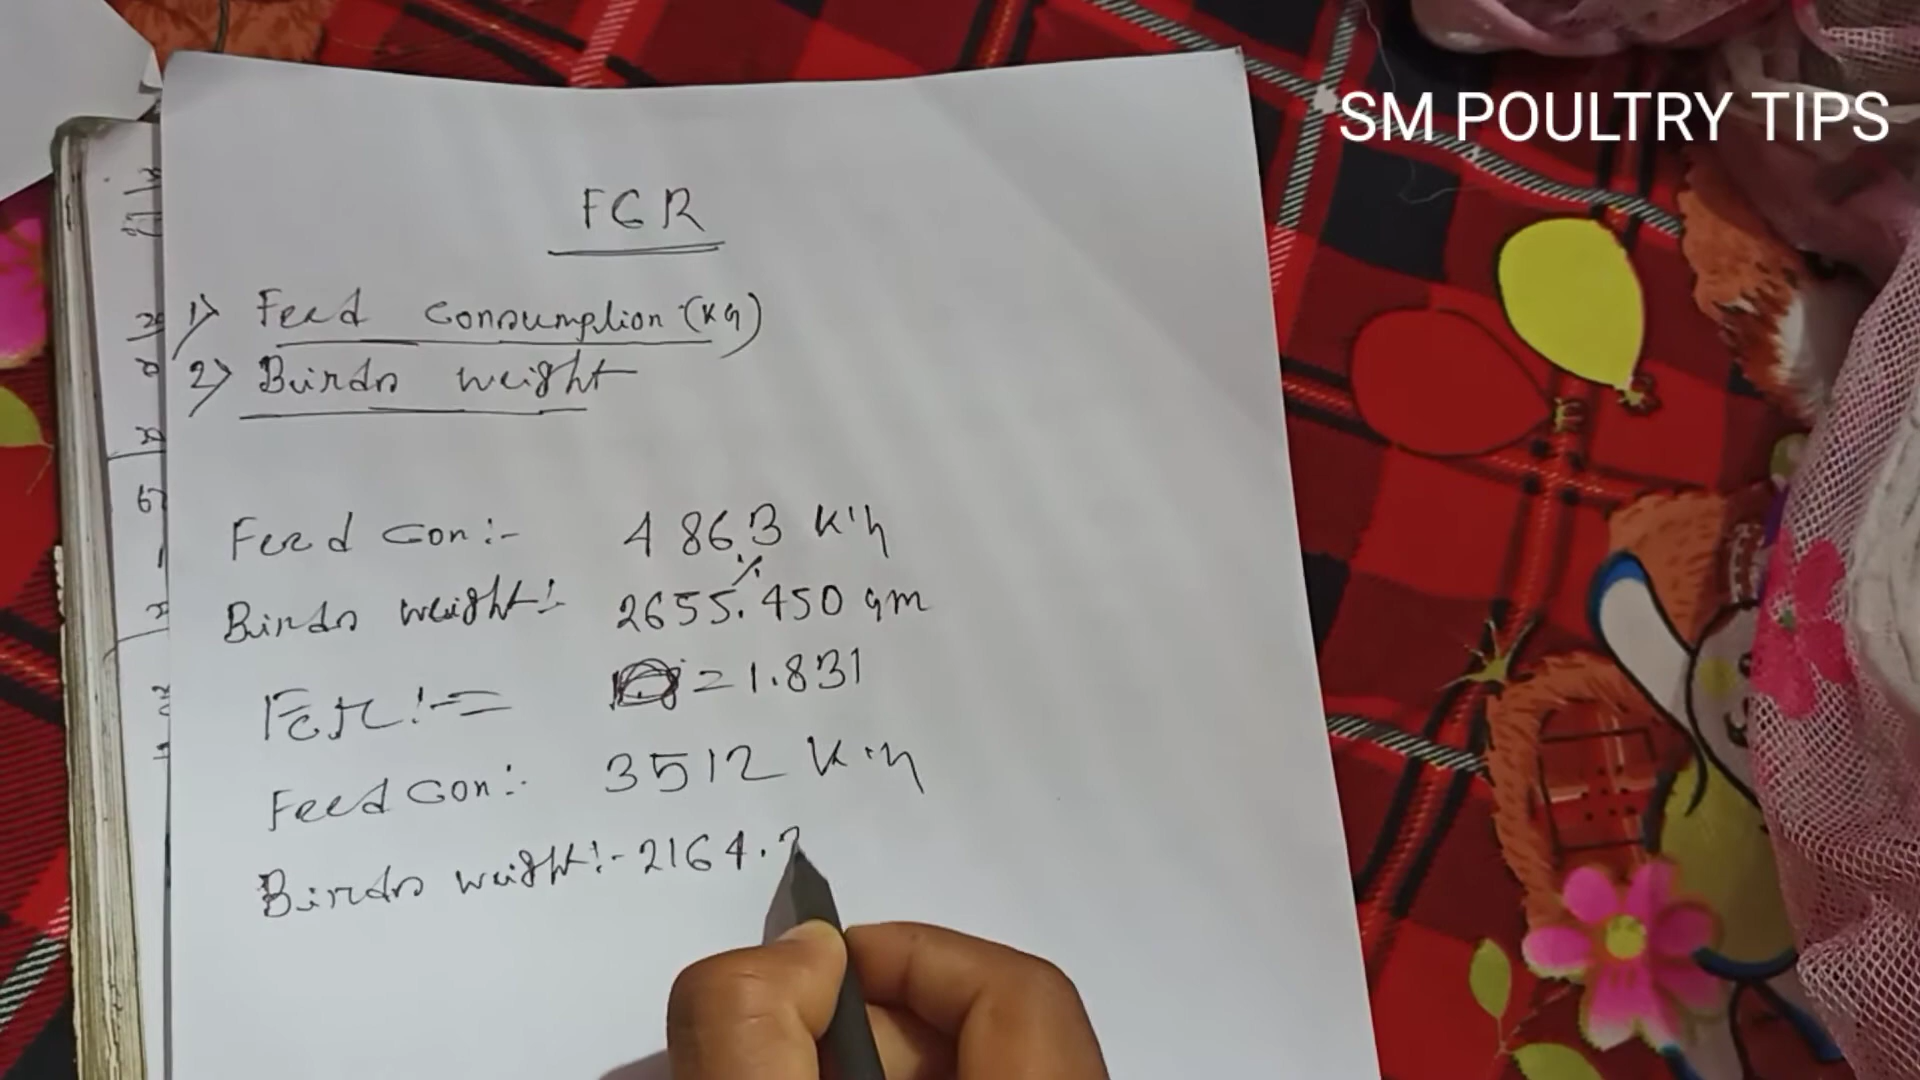 SM POULTRY TIPS
FCR
1) Feed Consumption (Kg)
2) Birds weight
Feed Con:- 4863 K.g
Birds weight:- 2655.450 gm
FCR:- = 1.831
Feed Con:- 3512 K.g
Birds weight:- 2164.